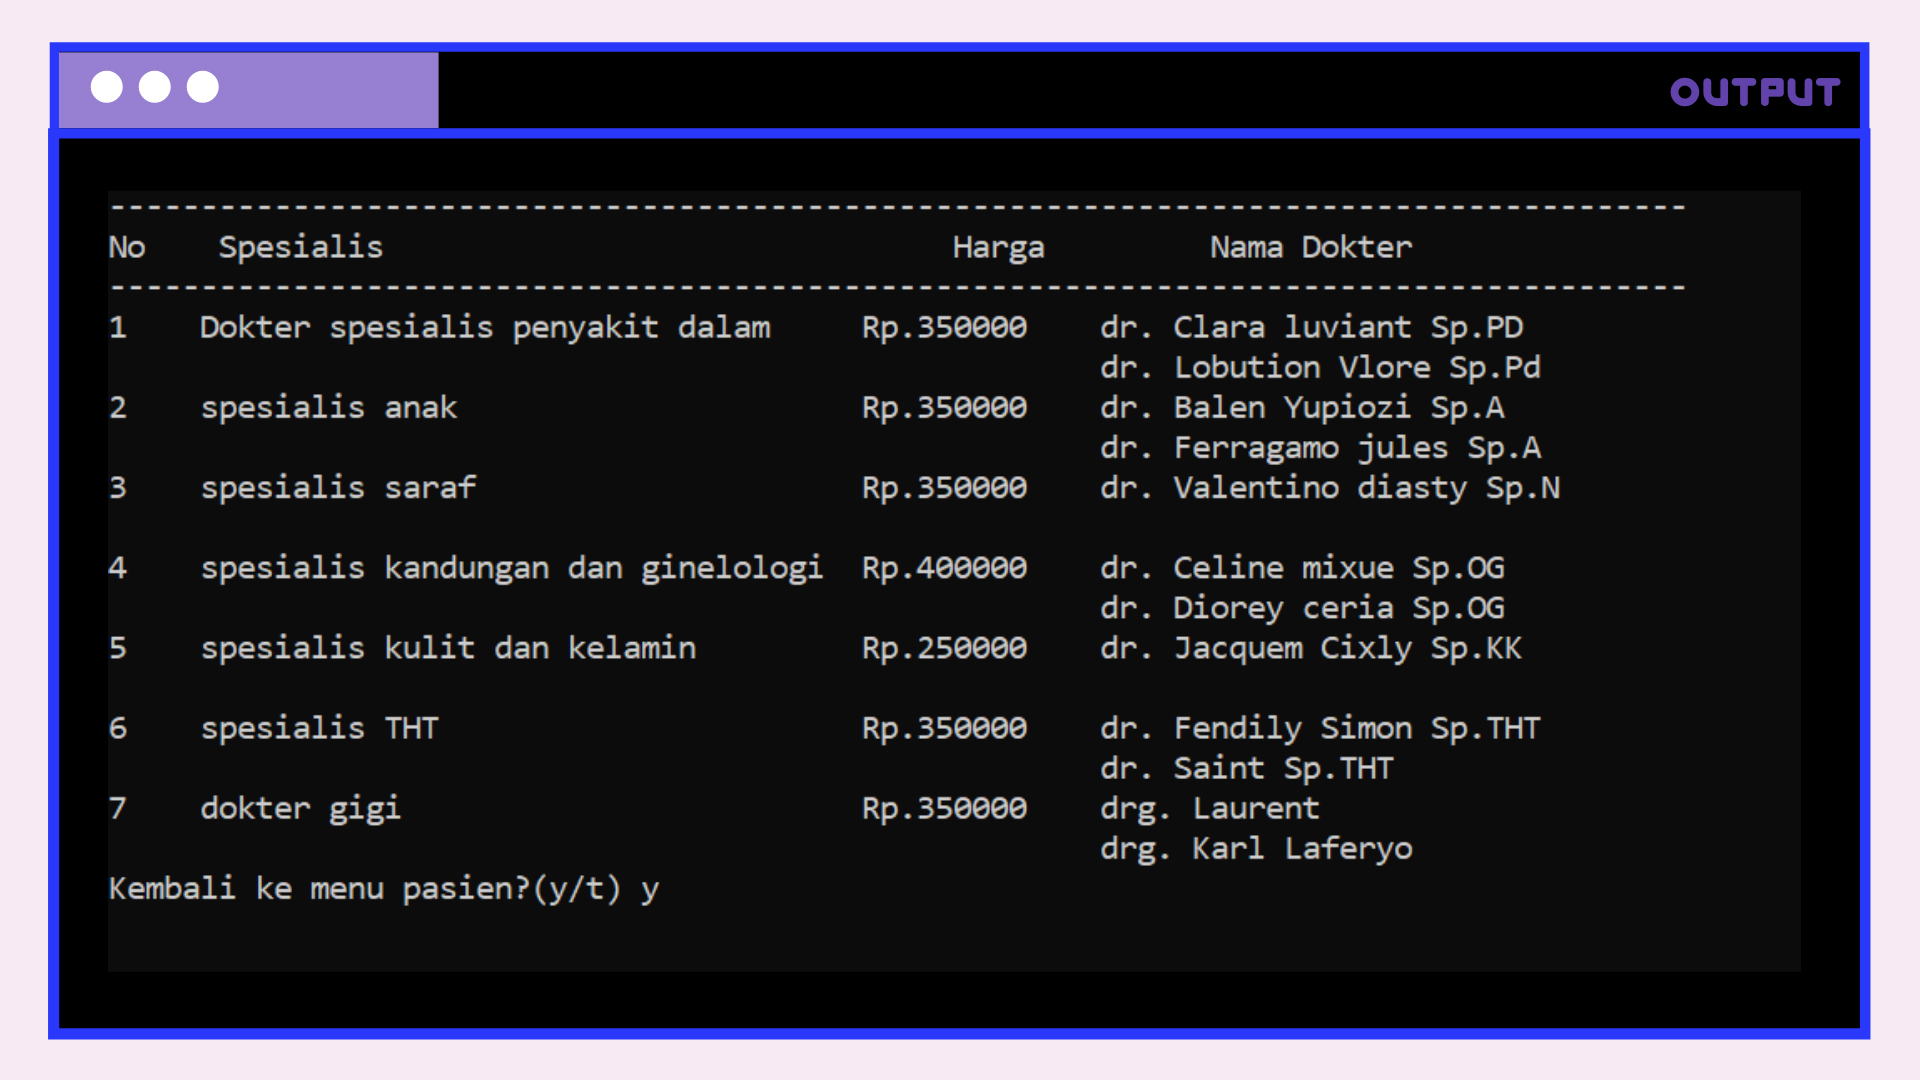 OUTPUT
--------------------------------------------------------------------------------------
No    Spesialis                               Harga         Nama Dokter
--------------------------------------------------------------------------------------
1    Dokter spesialis penyakit dalam     Rp.350000    dr. Clara luviant Sp.PD
dr. Lobution Vlore Sp.Pd
2    spesialis anak                      Rp.350000    dr. Balen Yupiozi Sp.A
dr. Ferragamo jules Sp.A
3    spesialis saraf                     Rp.350000    dr. Valentino diasty Sp.N
4    spesialis kandungan dan ginelologi  Rp.400000    dr. Celine mixue Sp.OG
dr. Diorey ceria Sp.OG
5    spesialis kulit dan kelamin         Rp.250000    dr. Jacquem Cixly Sp.KK
6    spesialis THT                       Rp.350000    dr. Fendily Simon Sp.THT
dr. Saint Sp.THT
7    dokter gigi                         Rp.350000    drg. Laurent
drg. Karl Laferyo
Kembali ke menu pasien?(y/t) y